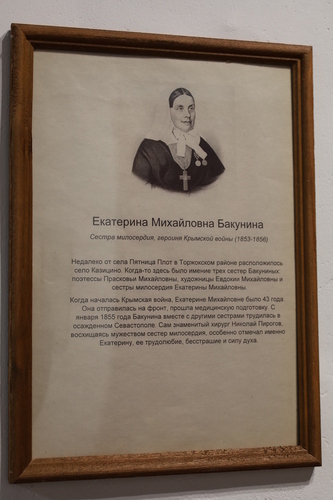 Екатерина Михайловна Бакунина
Сестра милосердия, героиня Крымской войны (1853-1856)
Недалеко от села Пятница Плот в Торжокском районе расположилось
село Казицино. Когда-то здесь было имение трех сестер Бакуниных:
поэтессы Прасковьи Михайловны, художницы Евдокии Михайловны и
сестры милосердия Екатерины Михайловны.
Когда началась Крымская война, Екатерине Михайловне было 43 года.
Она отправилась на фронт, прошла медицинскую подготовку. С
января 1855 года Бакунина вместе с другими сестрами трудилась в
осажденном Севастополе. Сам знаменитый хирург Николай Пирогов,
восхищаясь мужеством сестер милосердия, особенно отмечал именно
Екатерину, ее трудолюбие, бесстрашие и силу духа.